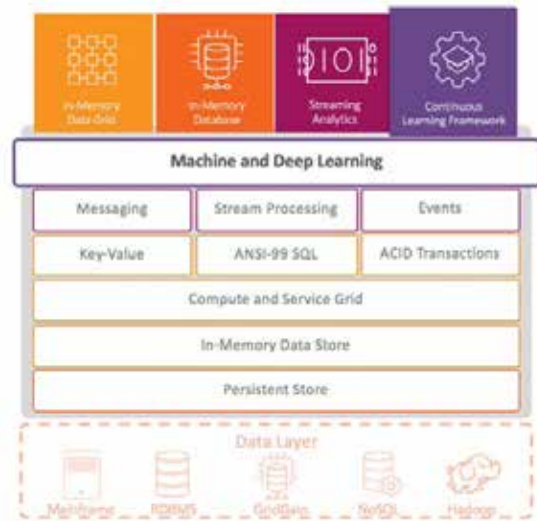 In-Memory
Data Grid
In-Memory
Database
Streaming
Analytics
Continuous
Learning Framework
Machine and Deep Learning
Messaging
Stream Processing
Events
Key-Value
ANSI-99 SQL
ACID Transactions
Compute and Service Grid
In-Memory Data Store
Persistent Store
Data Layer
Mainframe
RDBMS
GridGain
NoSQL
Hadoop